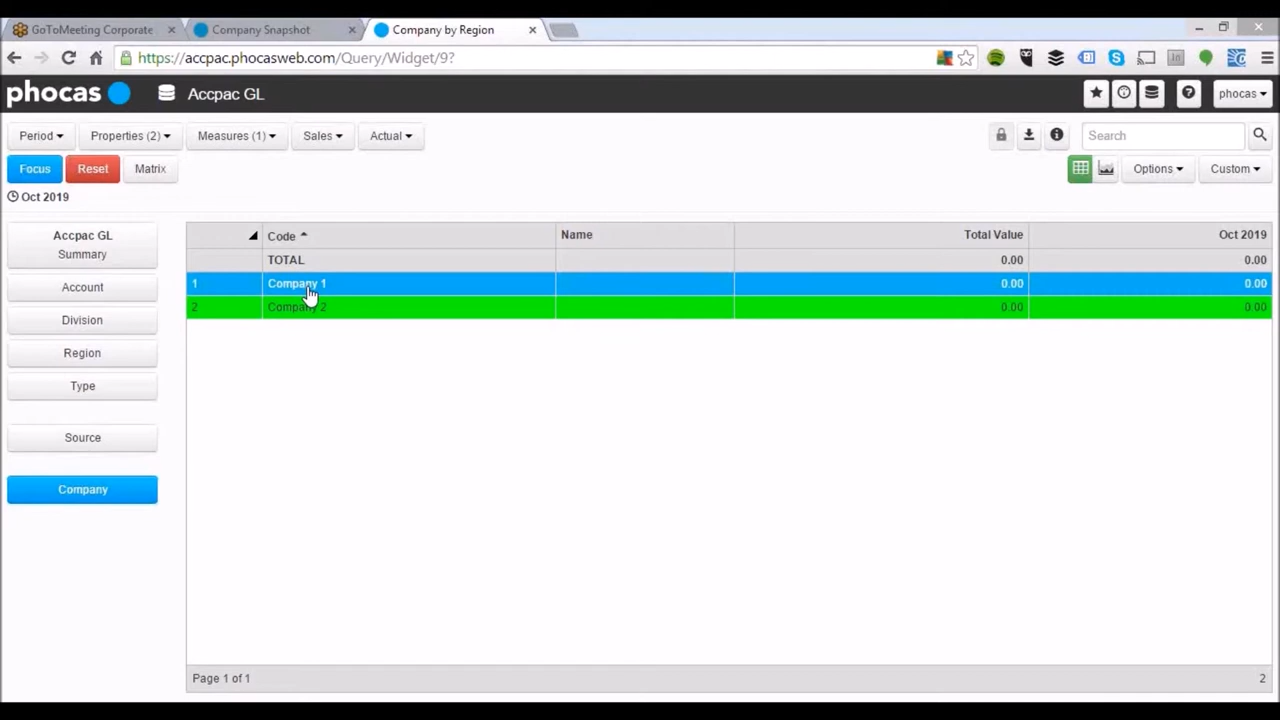 GoToMeeting Corporate
Company Snapshot
Company by Region
https://accpac.phocasweb.com/Query/Widget/9?
phocas
Accpac GL
phocas
Period
Properties (2)
Measures (1)
Sales
Actual
Search
Focus
Reset
Matrix
Options
Custom
Oct 2019
Accpac GL
Summary
Account
Division
Region
Type
Source
Company
Code Name Total Value Oct 2019
TOTAL 0.00 0.00
1 Company 1 0.00 0.00
2 Company 2 0.00 0.00
Page 1 of 1
2